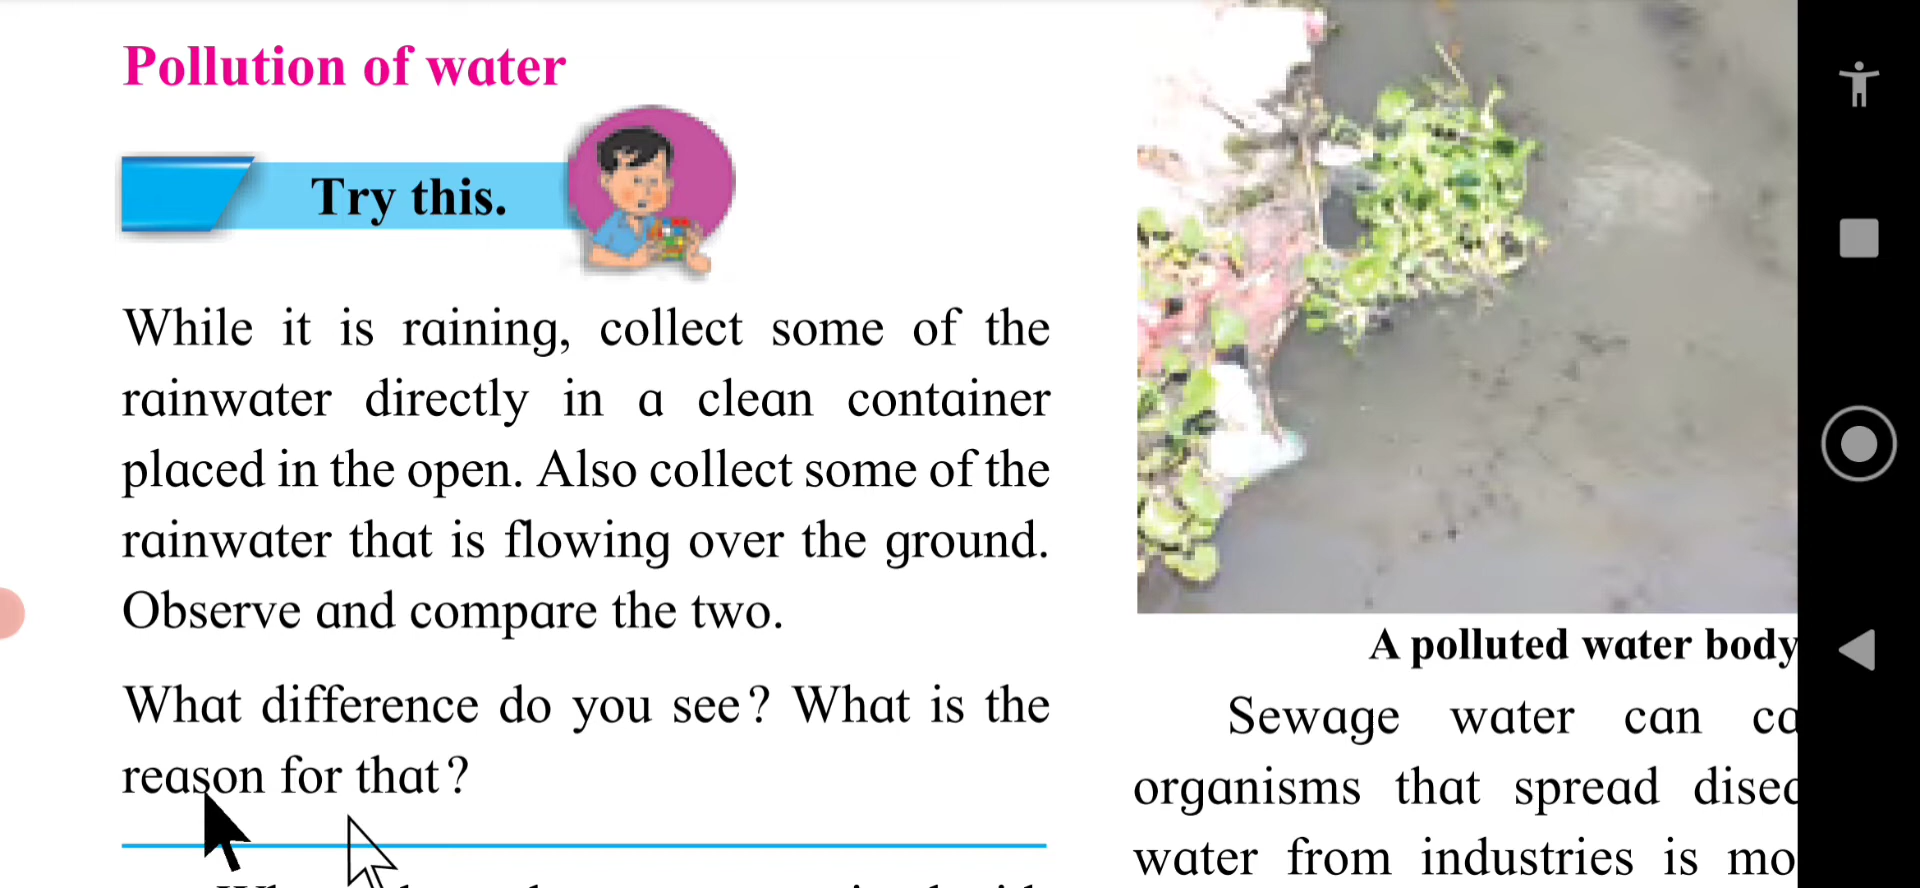 Pollution of water
Try this.
While it is raining, collect some of the
rainwater directly in a clean container
placed in the open. Also collect some of the
rainwater that is flowing over the ground.
Observe and compare the two.
What difference do you see? What is the
reason for that?
A polluted water body
Sewage water can
organisms that spread
water from industries is